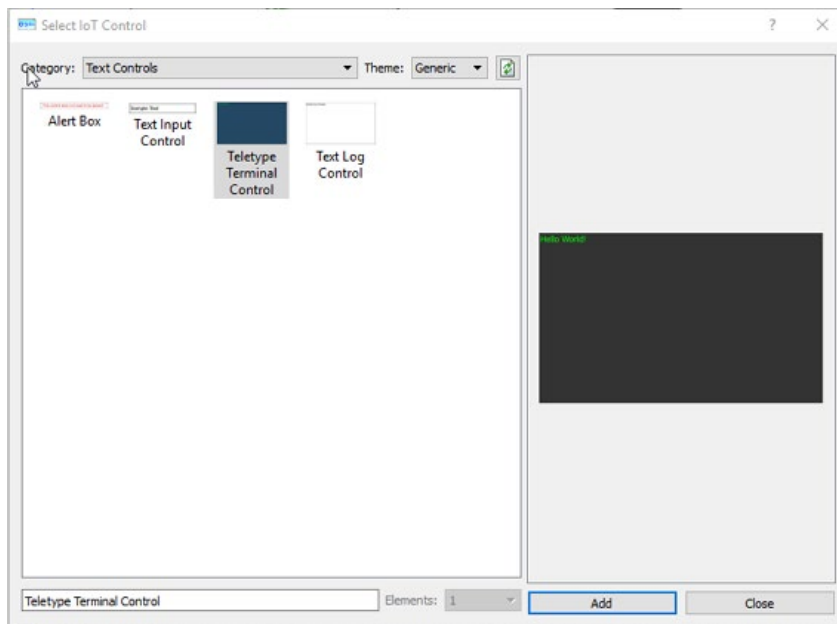 Select IoT Control
?
Category: Text Controls Theme: Generic
Alert Box
Text Input
Control
Teletype
Terminal
Control
Text Log
Control
Hello World!
Teletype Terminal Control Elements: 1
Add Close